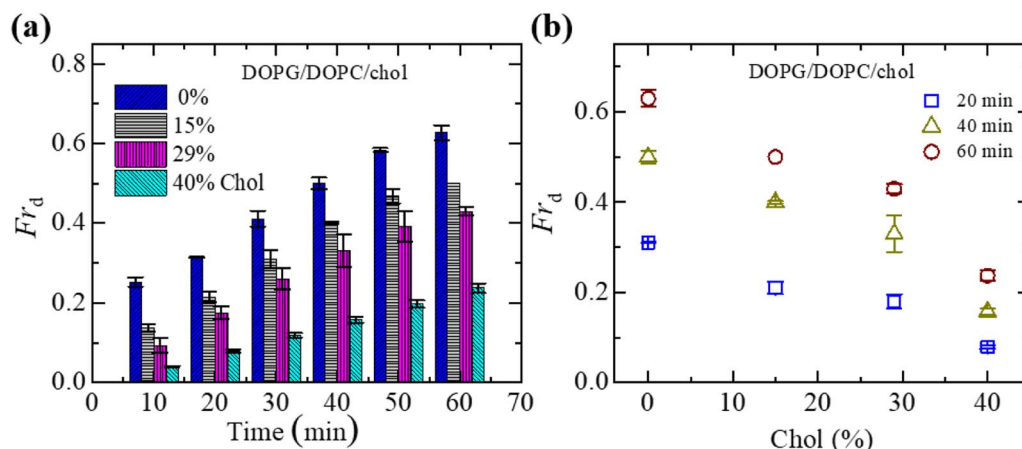 (a)
DOPG/DOPC/chol
0%
15%
29%
40% Chol
Fr_d
0.8
0.6
0.4
0.2
0.0
0 10 20 30 40 50 60 70
Time (min)
(b)
DOPG/DOPC/chol
20 min
40 min
60 min
Fr_d
0.6
0.4
0.2
0.0
0 10 20 30 40
Chol (%)